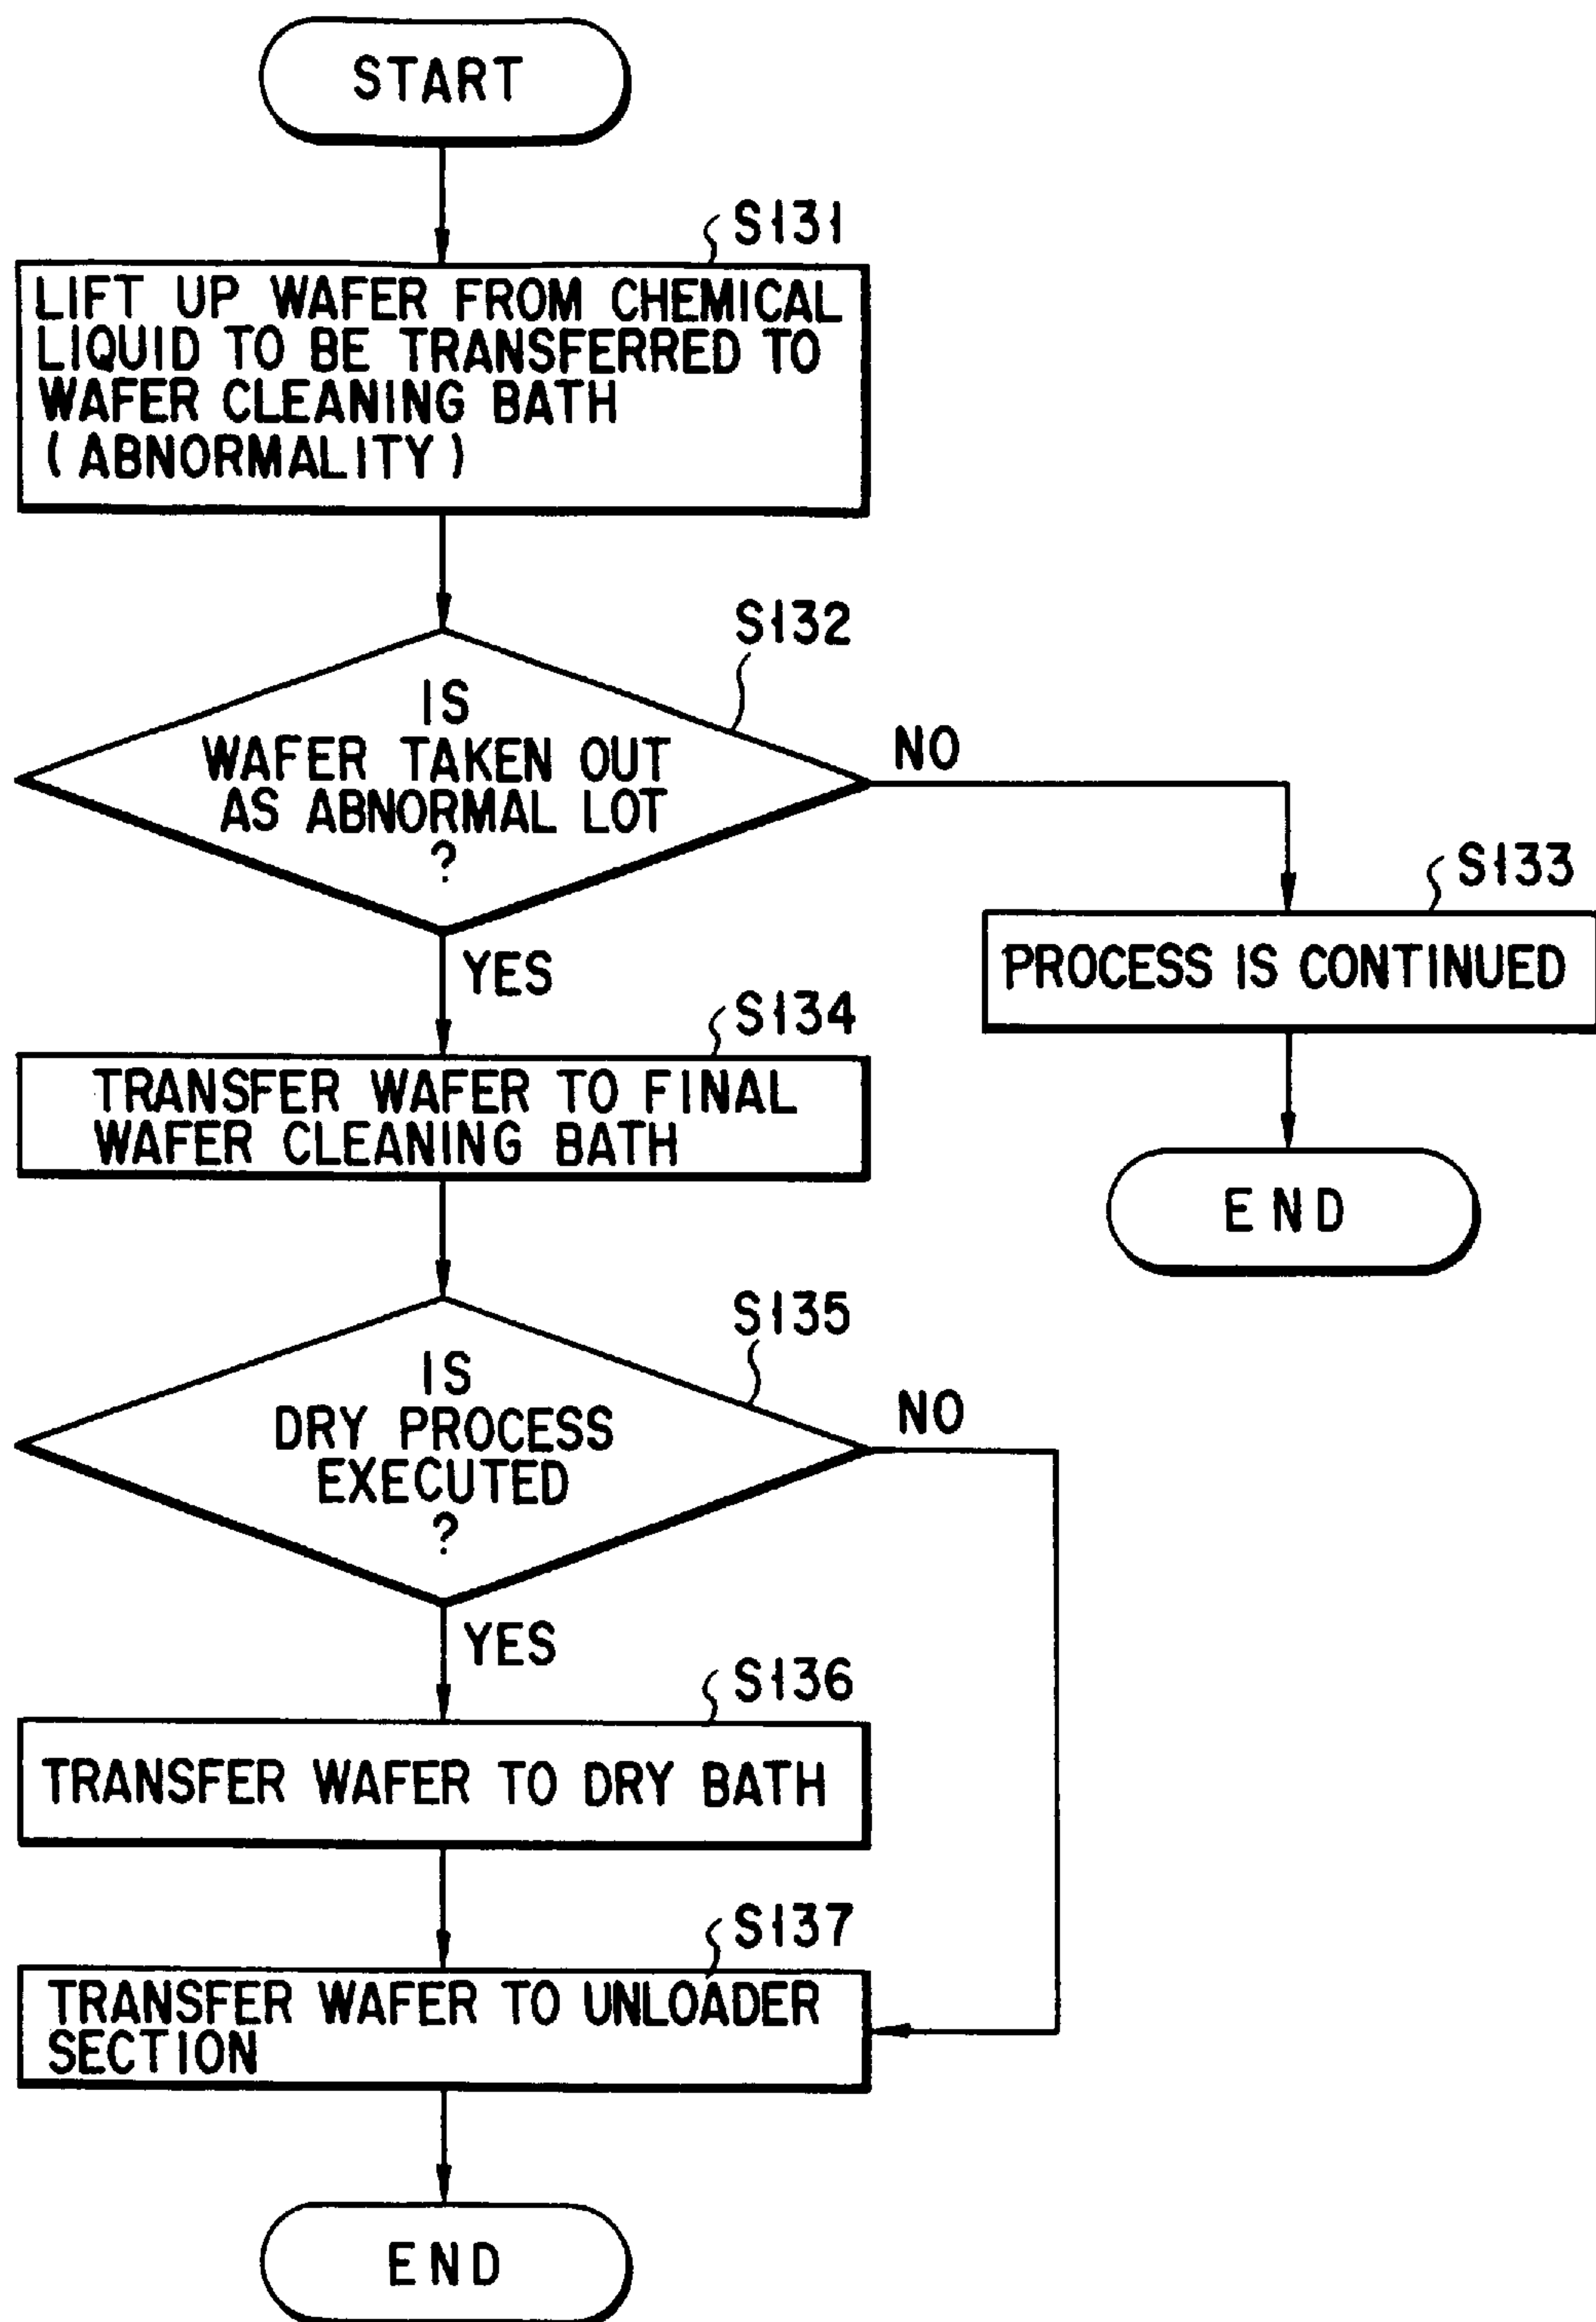 START
S131
LIFT UP WAFER FROM CHEMICAL
LIQUID TO BE TRANSFERRED TO
WAFER CLEANING BATH
(ABNORMALITY)
S132
IS
WAFER TAKEN OUT
AS ABNORMAL LOT
?
NO
YES
S133
PROCESS IS CONTINUED
END
S134
TRANSFER WAFER TO FINAL
WAFER CLEANING BATH
S135
IS
DRY PROCESS
EXECUTED
?
NO
YES
S136
TRANSFER WAFER TO DRY BATH
S137
TRANSFER WAFER TO UNLOADER
SECTION
END